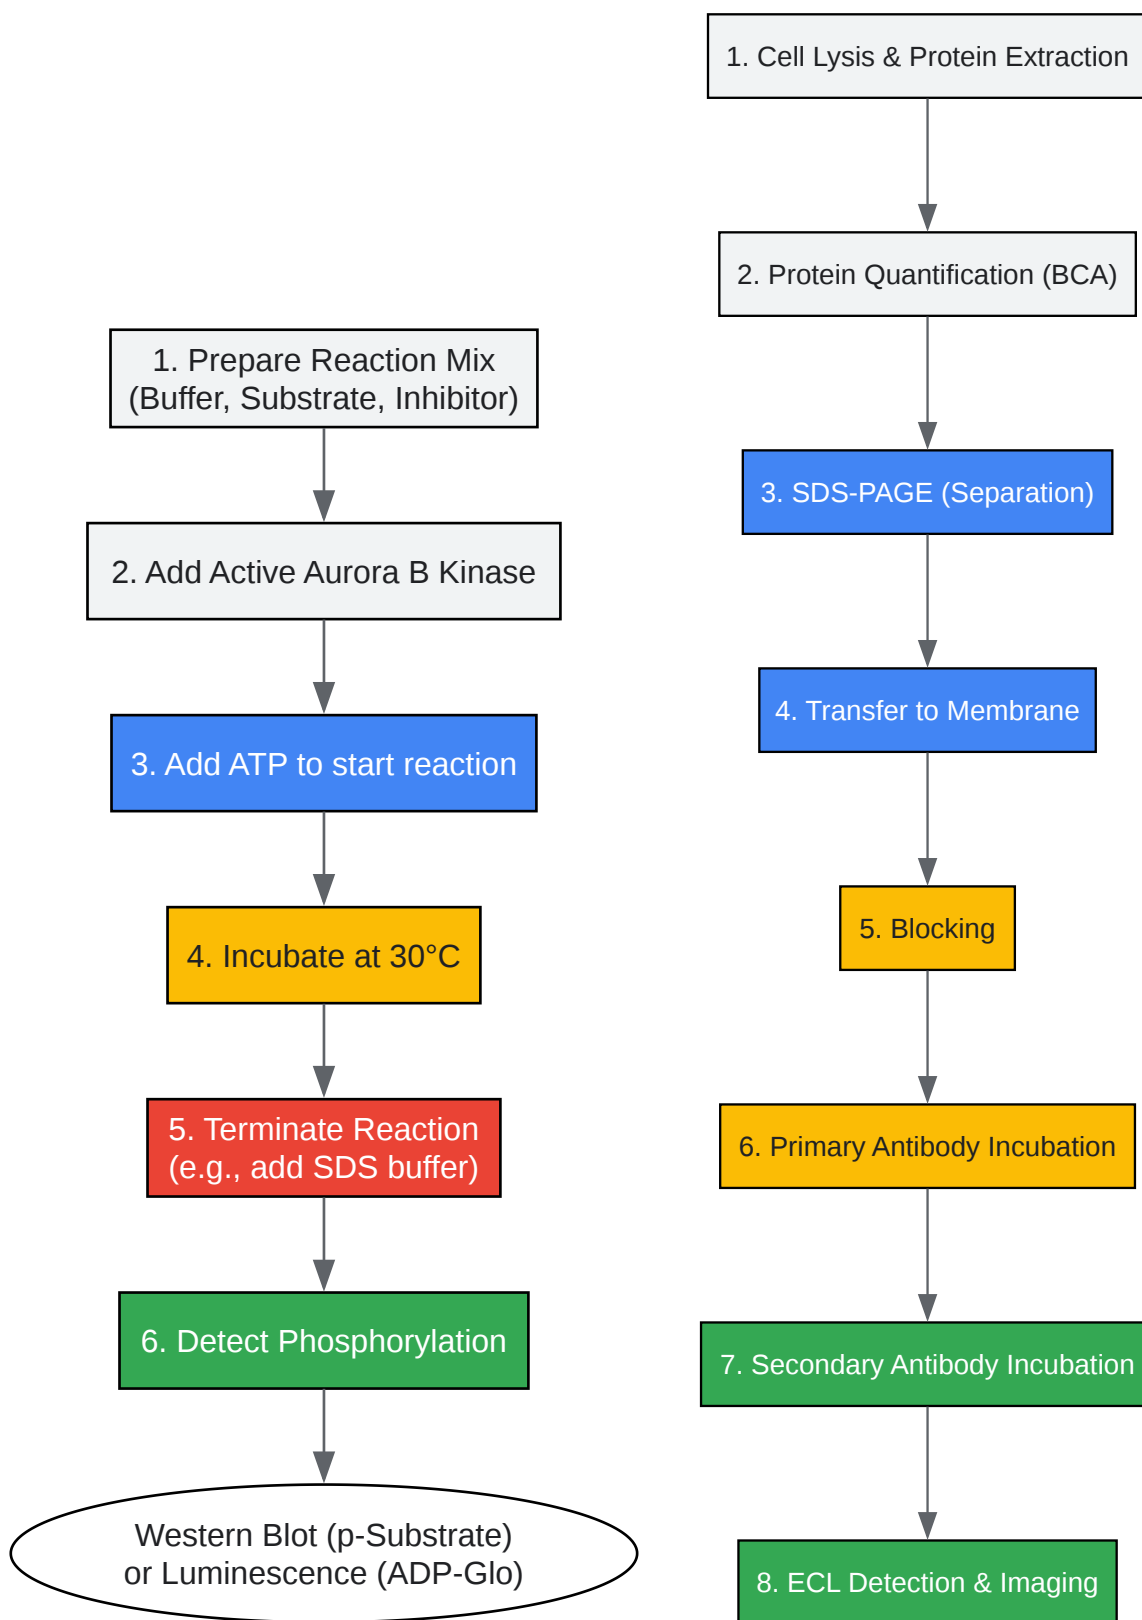 1. Prepare Reaction Mix
(Buffer, Substrate, Inhibitor)
2. Add Active Aurora B Kinase
3. Add ATP to start reaction
4. Incubate at 30°C
5. Terminate Reaction
(e.g., add SDS buffer)
6. Detect Phosphorylation
Western Blot (p-Substrate)
or Luminescence (ADP-Glo)
1. Cell Lysis & Protein Extraction
2. Protein Quantification (BCA)
3. SDS-PAGE (Separation)
4. Transfer to Membrane
5. Blocking
6. Primary Antibody Incubation
7. Secondary Antibody Incubation
8. ECL Detection & Imaging